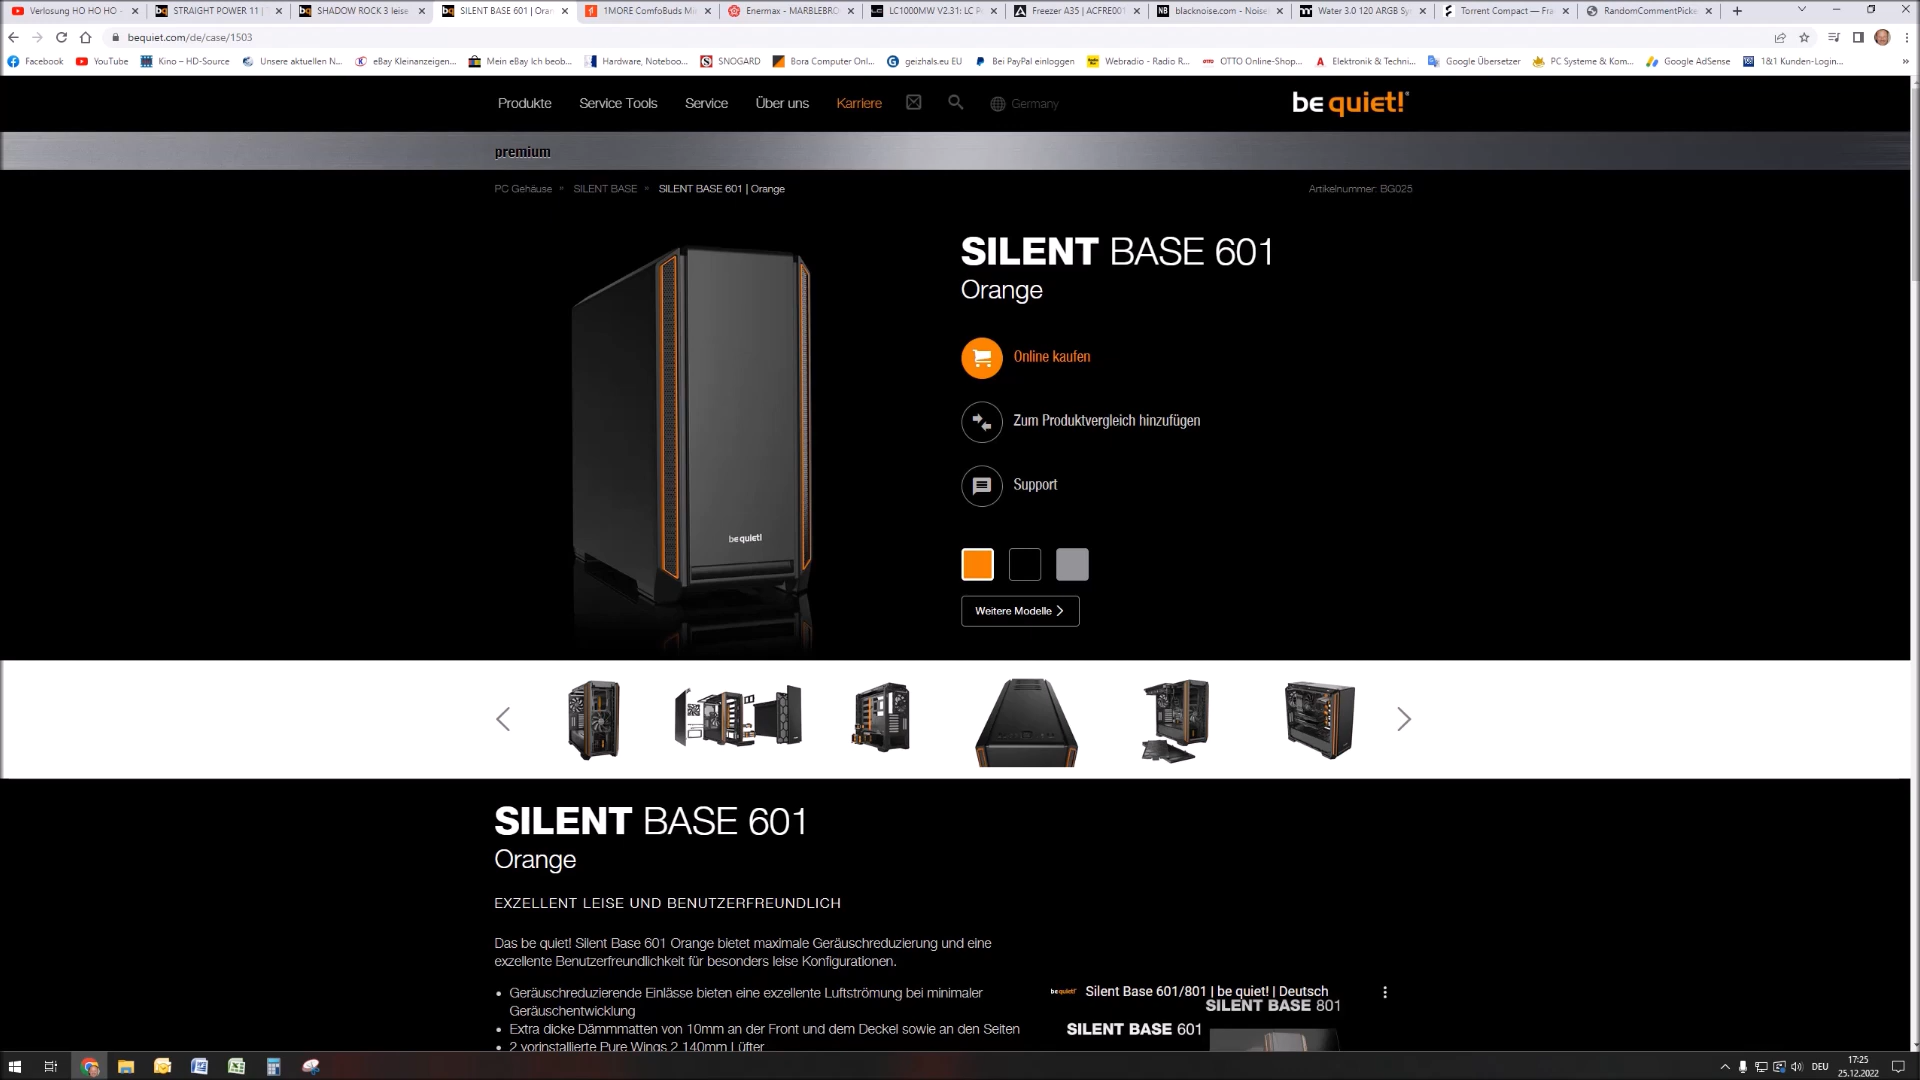 Verlosung HO HO HO -
STRAIGHT POWER 11 |
SHADOW ROCK 3 leise
SILENT BASE 601 | Oran
1MORE ComfoBuds Mi
Enermax - MARBLEBRO
LC1000MW V2.31: LC P
Freezer A35 | ACFRE001
blacknoise.com - Noise
Water 3.0 120 ARGB Sy
Torrent Compact — Fra
RandomCommentPicke
bequiet.com/de/case/1503
Facebook
YouTube
Kino – HD-Source
Unsere aktuellen N...
eBay Kleinanzeigen...
Mein eBay Ich beob...
Hardware, Noteboo...
SNOGARD
Bora Computer Onl...
geizhals.eu EU
Bei PayPal einloggen
Webradio - Radio R...
OTTO Online-Shop...
Elektronik & Techni...
Google Übersetzer
PC Systeme & Kom...
Google AdSense
1&1 Kunden-Login...
Produkte
Service Tools
Service
Über uns
Karriere
Germany
be quiet!
premium
PC Gehäuse » SILENT BASE » SILENT BASE 601 | Orange
Artikelnummer: BG025
SILENT BASE 601
Orange
Online kaufen
Zum Produktvergleich hinzufügen
Support
be quiet!
Weitere Modelle
SILENT BASE 601
Orange
EXZELLENT LEISE UND BENUTZERFREUNDLICH
Das be quiet! Silent Base 601 Orange bietet maximale Geräuschreduzierung und eine
exzellente Benutzerfreundlichkeit für besonders leise Konfigurationen.
• Geräuschreduzierende Einlässe bieten eine exzellente Luftströmung bei minimaler
Geräuschentwicklung
• Extra dicke Dämmmatten von 10mm an der Front und dem Deckel sowie an den Seiten
• 2 vorinstallierte Pure Wings 2 140mm Lüfter
be quiet!
Silent Base 601/801 | be quiet! | Deutsch
SILENT BASE 801
SILENT BASE 601
DEU
17:25
25.12.2022